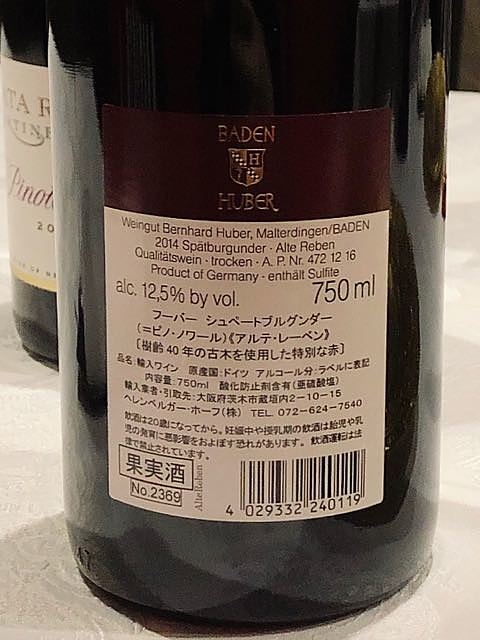 TA R
TINE
Pinot
20
BADEN
H
HUBER
Weingut Bernhard Huber, Malterdingen/BADEN
2014 Spätburgunder · Alte Reben
Qualitätswein · trocken · A. P. Nr. 472 12 16
Product of Germany · enthält Sulfite
alc. 12,5% by vol. 750 ml
フーバー シュペートブルグンダー
(=ピノ・ノワール)《アルテ・レーベン》
[樹齢40年の古木を使用した特別な赤]
品名:輸入ワイン 原産国:ドイツ アルコール分:ラベルに表記
内容量:750ml 酸化防止剤含有(亜硫酸塩)
輸入業者・引取先:大阪府茨木市蔵垣内2-10-15
ヘレンベルガー・ホーフ(株) TEL. 072-624-7540
飲酒は20歳になってから。妊娠中や授乳期の飲酒は胎児や乳
児の発育に悪影響をおよぼす恐れがあります。飲酒運転は法
律で禁止されています。
果実酒
No.2369
AlteReben
4 029332 240119